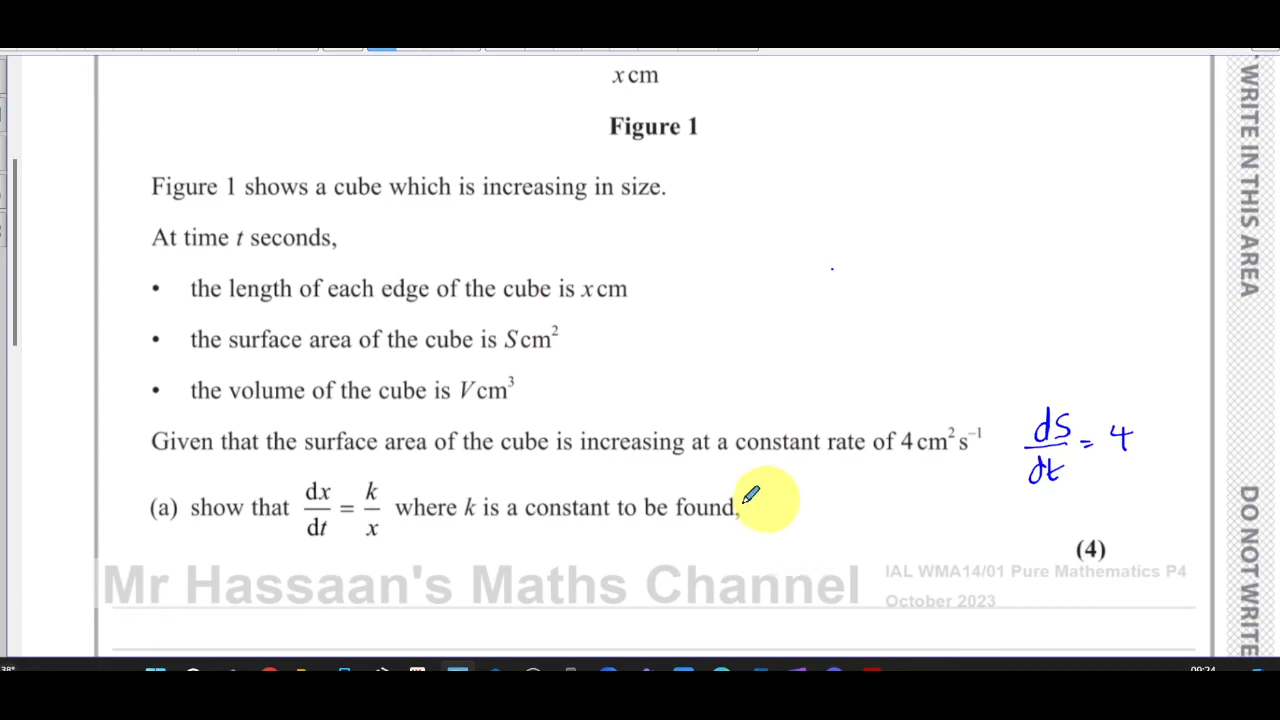 x cm
Figure 1
Figure 1 shows a cube which is increasing in size.
At time t seconds,
• the length of each edge of the cube is x cm
• the surface area of the cube is S cm²
• the volume of the cube is V cm³
Given that the surface area of the cube is increasing at a constant rate of 4 cm² s⁻¹
dS/dt = 4
(a) show that dx/dt = k/x where k is a constant to be found,
(4)
Mr Hassaan's Maths Channel
IAL WMA14/01 Pure Mathematics P4
October 2023
WRITE IN THIS AREA
DO NOT WRITE
38°
09:24